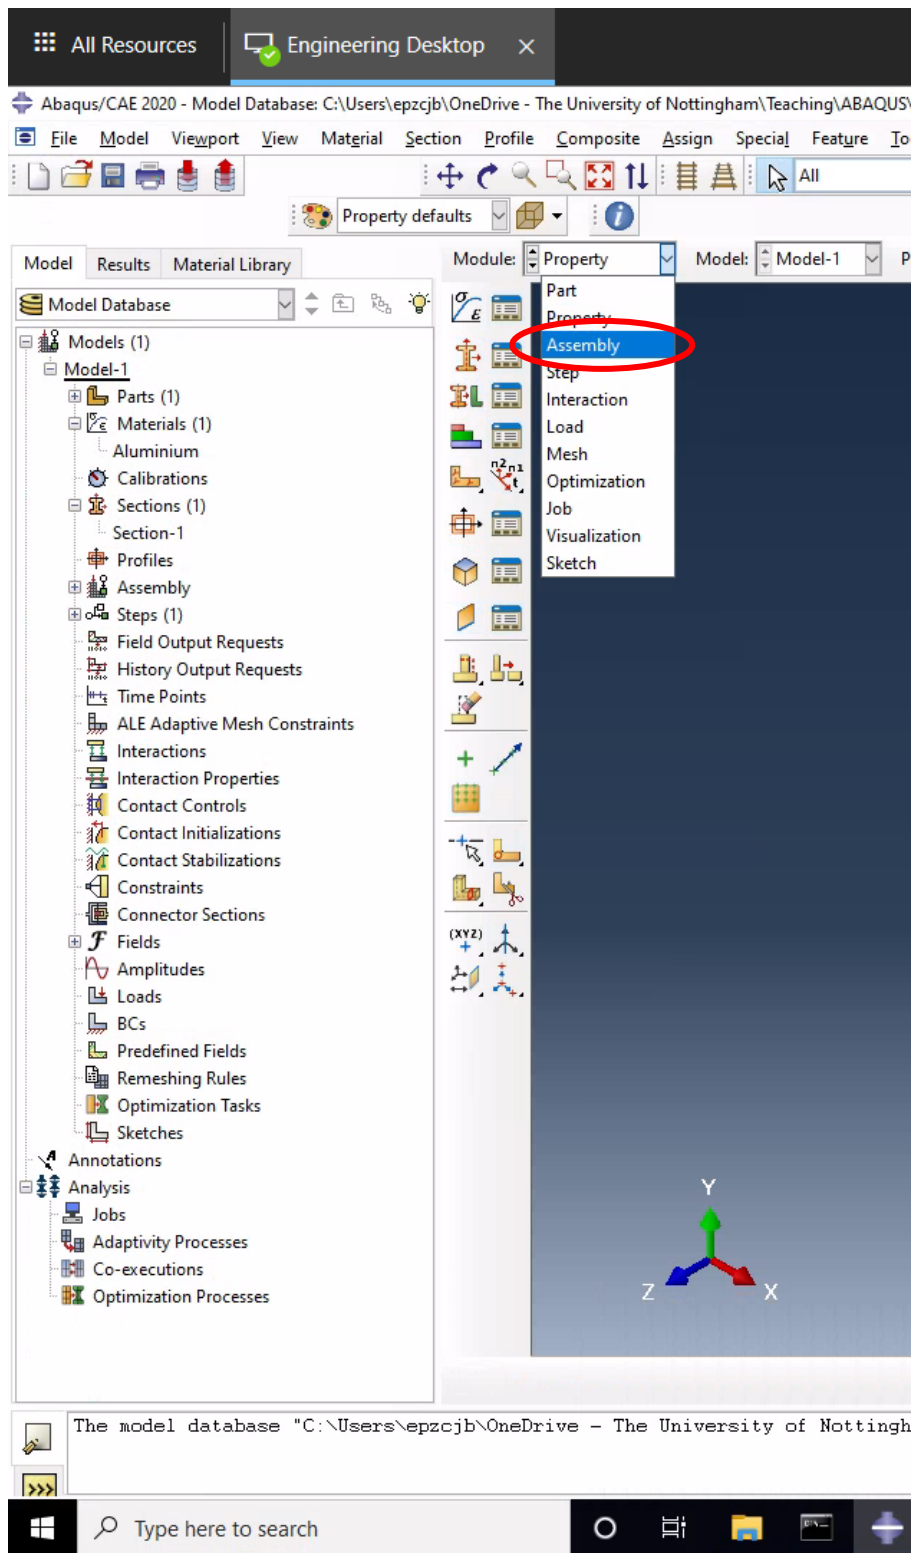 All Resources
Engineering Desktop
Abaqus/CAE 2020 - Model Database: C:\Users\epzcjb\OneDrive - The University of Nottingham\Teaching\ABAQUS\
File Model Viewport View Material Section Profile Composite Assign Special Feature To
All
Property defaults
Model Results Material Library
Module: Property Model: Model-1 P
Model Database
Part
Property
Assembly
Step
Interaction
Load
Mesh
Optimization
Job
Visualization
Sketch
Models (1)
Model-1
Parts (1)
Materials (1)
Aluminium
Calibrations
Sections (1)
Section-1
Profiles
Assembly
Steps (1)
Field Output Requests
History Output Requests
Time Points
ALE Adaptive Mesh Constraints
Interactions
Interaction Properties
Contact Controls
Contact Initializations
Contact Stabilizations
Constraints
Connector Sections
Fields
Amplitudes
Loads
BCs
Predefined Fields
Remeshing Rules
Optimization Tasks
Sketches
Annotations
Analysis
Jobs
Adaptivity Processes
Co-executions
Optimization Processes
n2 n1
t
(XYZ)
Y
Z
X
The model database "C:\Users\epzcjb\OneDrive - The University of Nottingh
>>>
Type here to search